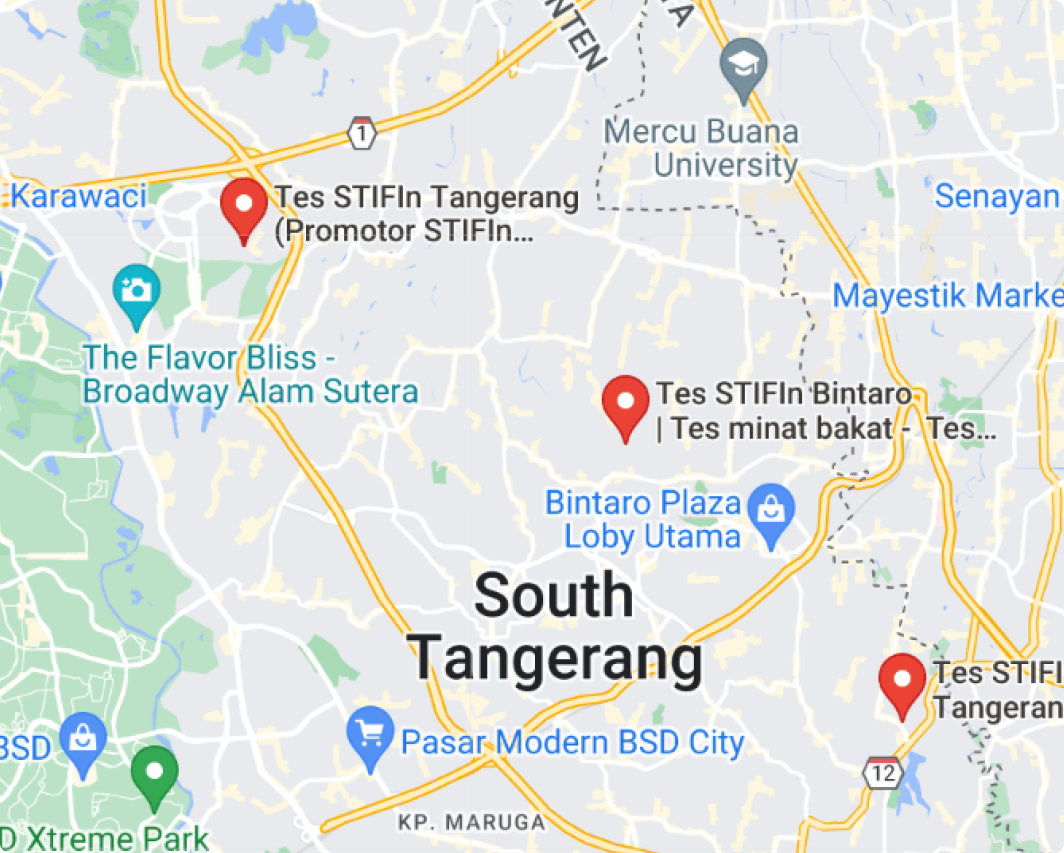 NTEN
YA
1
Mercu Buana
University
Karawaci
Tes STIFIn Tangerang
(Promotor STIFIn...
Senayan
Mayestik Marke
The Flavor Bliss -
Broadway Alam Sutera
Tes STIFIn Bintaro
| Tes minat bakat - Tes...
Bintaro Plaza
Loby Utama
South
Tangerang
Tes STIFI
Tangeran
BSD
Pasar Modern BSD City
12
KP. MARUGA
D Xtreme Park